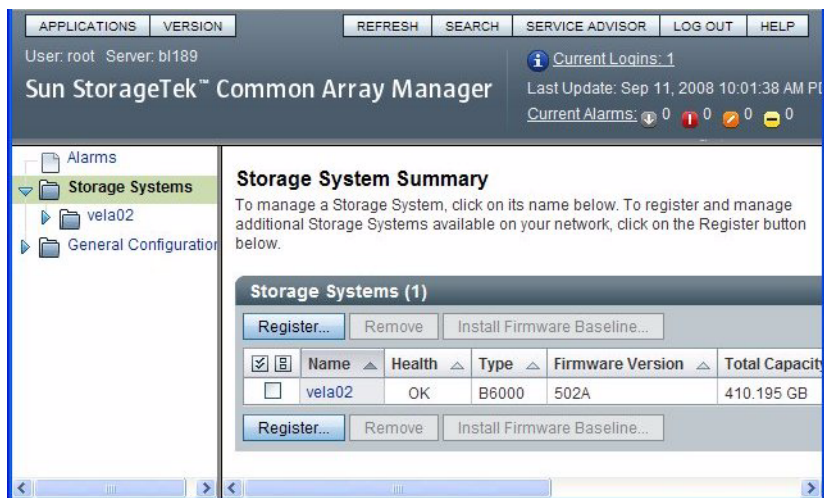 APPLICATIONS VERSION REFRESH SEARCH SERVICE ADVISOR LOG OUT HELP
User: root Server: bl189
Current Logins: 1
Sun StorageTek™ Common Array Manager
Last Update: Sep 11, 2008 10:01:38 AM PD
Current Alarms: 0 0 0 0
Alarms
Storage Systems
vela02
General Configuration
Storage System Summary
To manage a Storage System, click on its name below. To register and manage
additional Storage Systems available on your network, click on the Register button
below.
Storage Systems (1)
Register... Remove Install Firmware Baseline...
Name Health Type Firmware Version Total Capacity
vela02 OK B6000 502A 410.195 GB
Register... Remove Install Firmware Baseline...